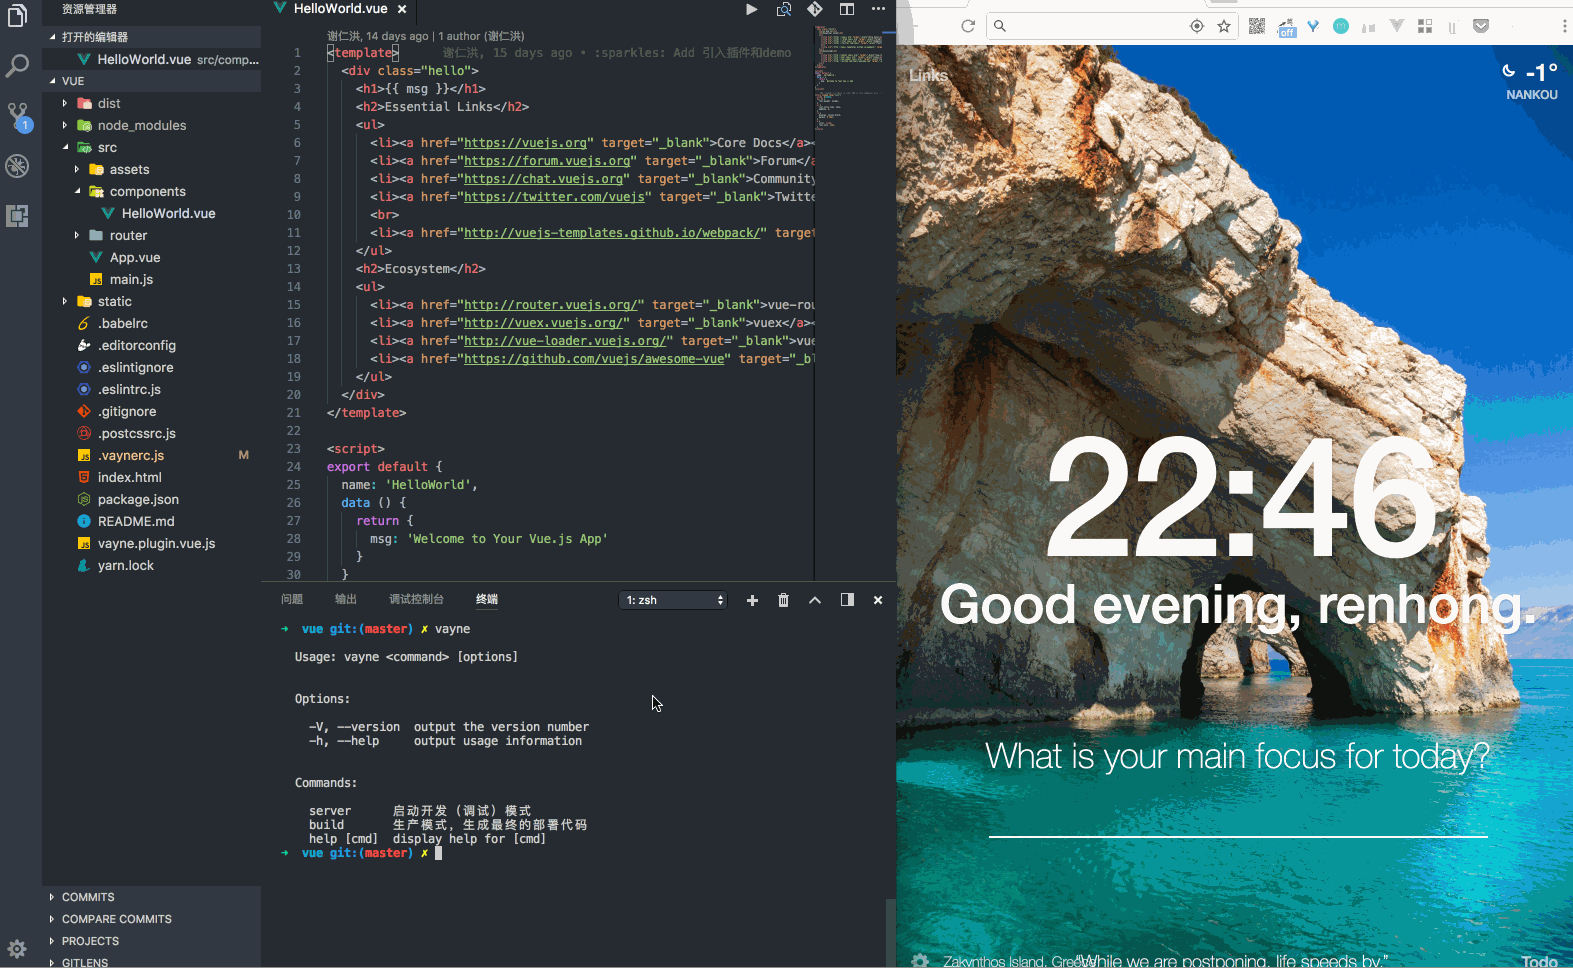 资源管理器
打开的编辑器
HelloWorld.vue src/comp...
VUE
dist
node_modules
src
assets
components
HelloWorld.vue
router
App.vue
main.js
static
.babelrc
.editorconfig
.eslintignore
.eslintrc.js
.gitignore
.postcssrc.js
.vaynerc.js M
index.html
package.json
README.md
vayne.plugin.vue.js
yarn.lock
COMMITS
COMPARE COMMITS
PROJECTS
GITLENS
1
HelloWorld.vue
谢仁洪, 14 days ago | 1 author (谢仁洪)
1 <template> 谢仁洪, 15 days ago • :sparkles: Add 引入插件和demo
2 <div class="hello">
3 <h1>{{ msg }}</h1>
4 <h2>Essential Links</h2>
5 <ul>
6 <li><a href="https://vuejs.org" target="_blank">Core Docs</a><
7 <li><a href="https://forum.vuejs.org" target="_blank">Forum</a
8 <li><a href="https://chat.vuejs.org" target="_blank">Community
9 <li><a href="https://twitter.com/vuejs" target="_blank">Twitte
10 <br>
11 <li><a href="http://vuejs-templates.github.io/webpack/" target
12 </ul>
13 <h2>Ecosystem</h2>
14 <ul>
15 <li><a href="http://router.vuejs.org/" target="_blank">vue-rou
16 <li><a href="http://vuex.vuejs.org/" target="_blank">vuex</a><
17 <li><a href="http://vue-loader.vuejs.org/" target="_blank">vue
18 <li><a href="https://github.com/vuejs/awesome-vue" target="_bl
19 </ul>
20 </div>
21 </template>
22
23 <script>
24 export default {
25 name: 'HelloWorld',
26 data () {
27 return {
28 msg: 'Welcome to Your Vue.js App'
29 }
30 }
问题 输出 调试控制台 终端 1: zsh
→ vue git:(master) ✗ vayne
Usage: vayne <command> [options]
Options:
-V, --version output the version number
-h, --help output usage information
Commands:
server 启动开发（调试）模式
build 生产模式，生成最终的部署代码
help [cmd] display help for [cmd]
→ vue git:(master) ✗
off
Links
-1°
NANKOU
22:46
Good evening, renhong.
What is your main focus for today?
Zakynthos Island, Greece
"While we are postponing, life speeds by."
Todo